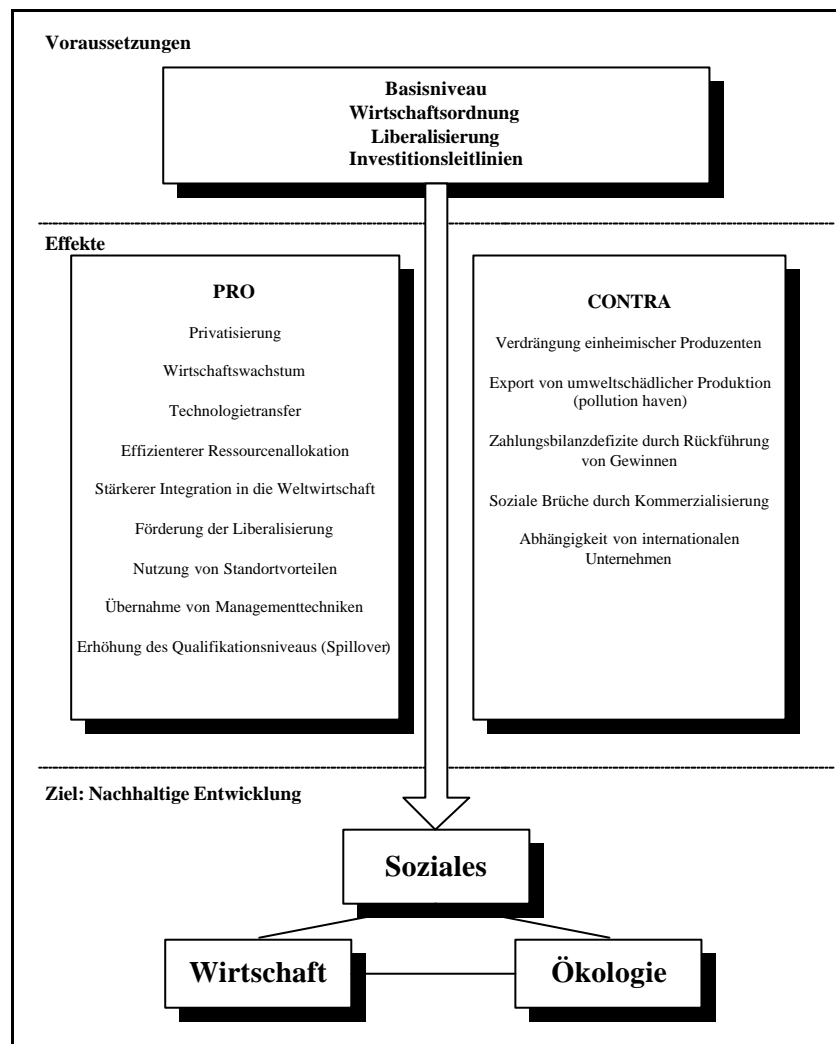 Voraussetzungen
Basisniveau
Wirtschaftsordnung
Liberalisierung
Investitionsleitlinien
Effekte
PRO
Privatisierung
Wirtschaftswachstum
Technologietransfer
Effizienterer Ressourcenallokation
Stärkerer Integration in die Weltwirtschaft
Förderung der Liberalisierung
Nutzung von Standortvorteilen
Übernahme von Managementtechniken
Erhöhung des Qualifikationsniveaus (Spillover)
CONTRA
Verdrängung einheimischer Produzenten
Export von umweltschädlicher Produktion
(pollution haven)
Zahlungsbilanzdefizite durch Rückführung
von Gewinnen
Soziale Brüche durch Kommerzialisierung
Abhängigkeit von internationalen
Unternehmen
Ziel: Nachhaltige Entwicklung
Soziales
Wirtschaft
Ökologie